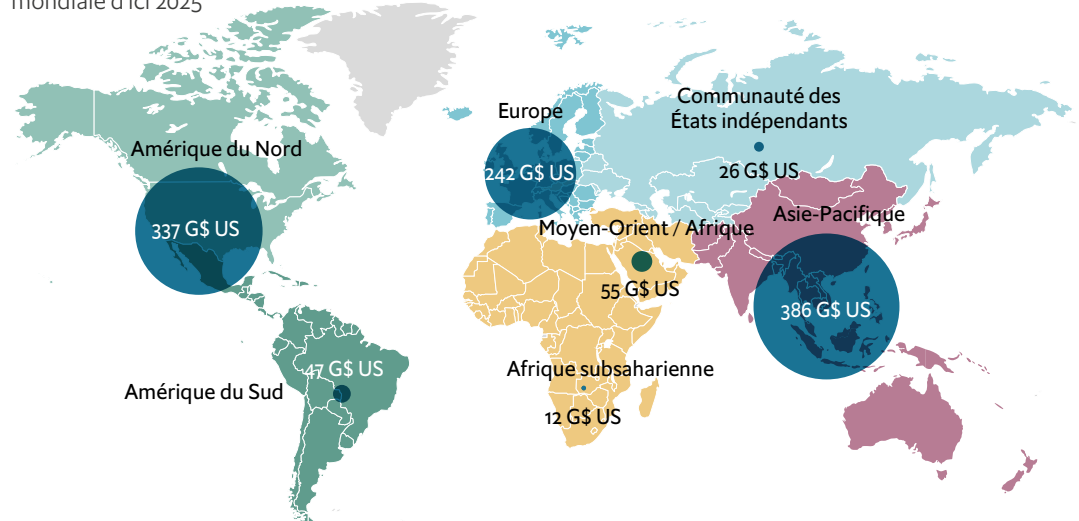 mondiale d'ici 2025
Amérique du Nord
337 G$ US
Europe
242 G$ US
Communauté des
États indépendants
26 G$ US
Moyen-Orient / Afrique
55 G$ US
Asie-Pacifique
386 G$ US
Amérique du Sud
47 G$ US
Afrique subsaharienne
12 G$ US